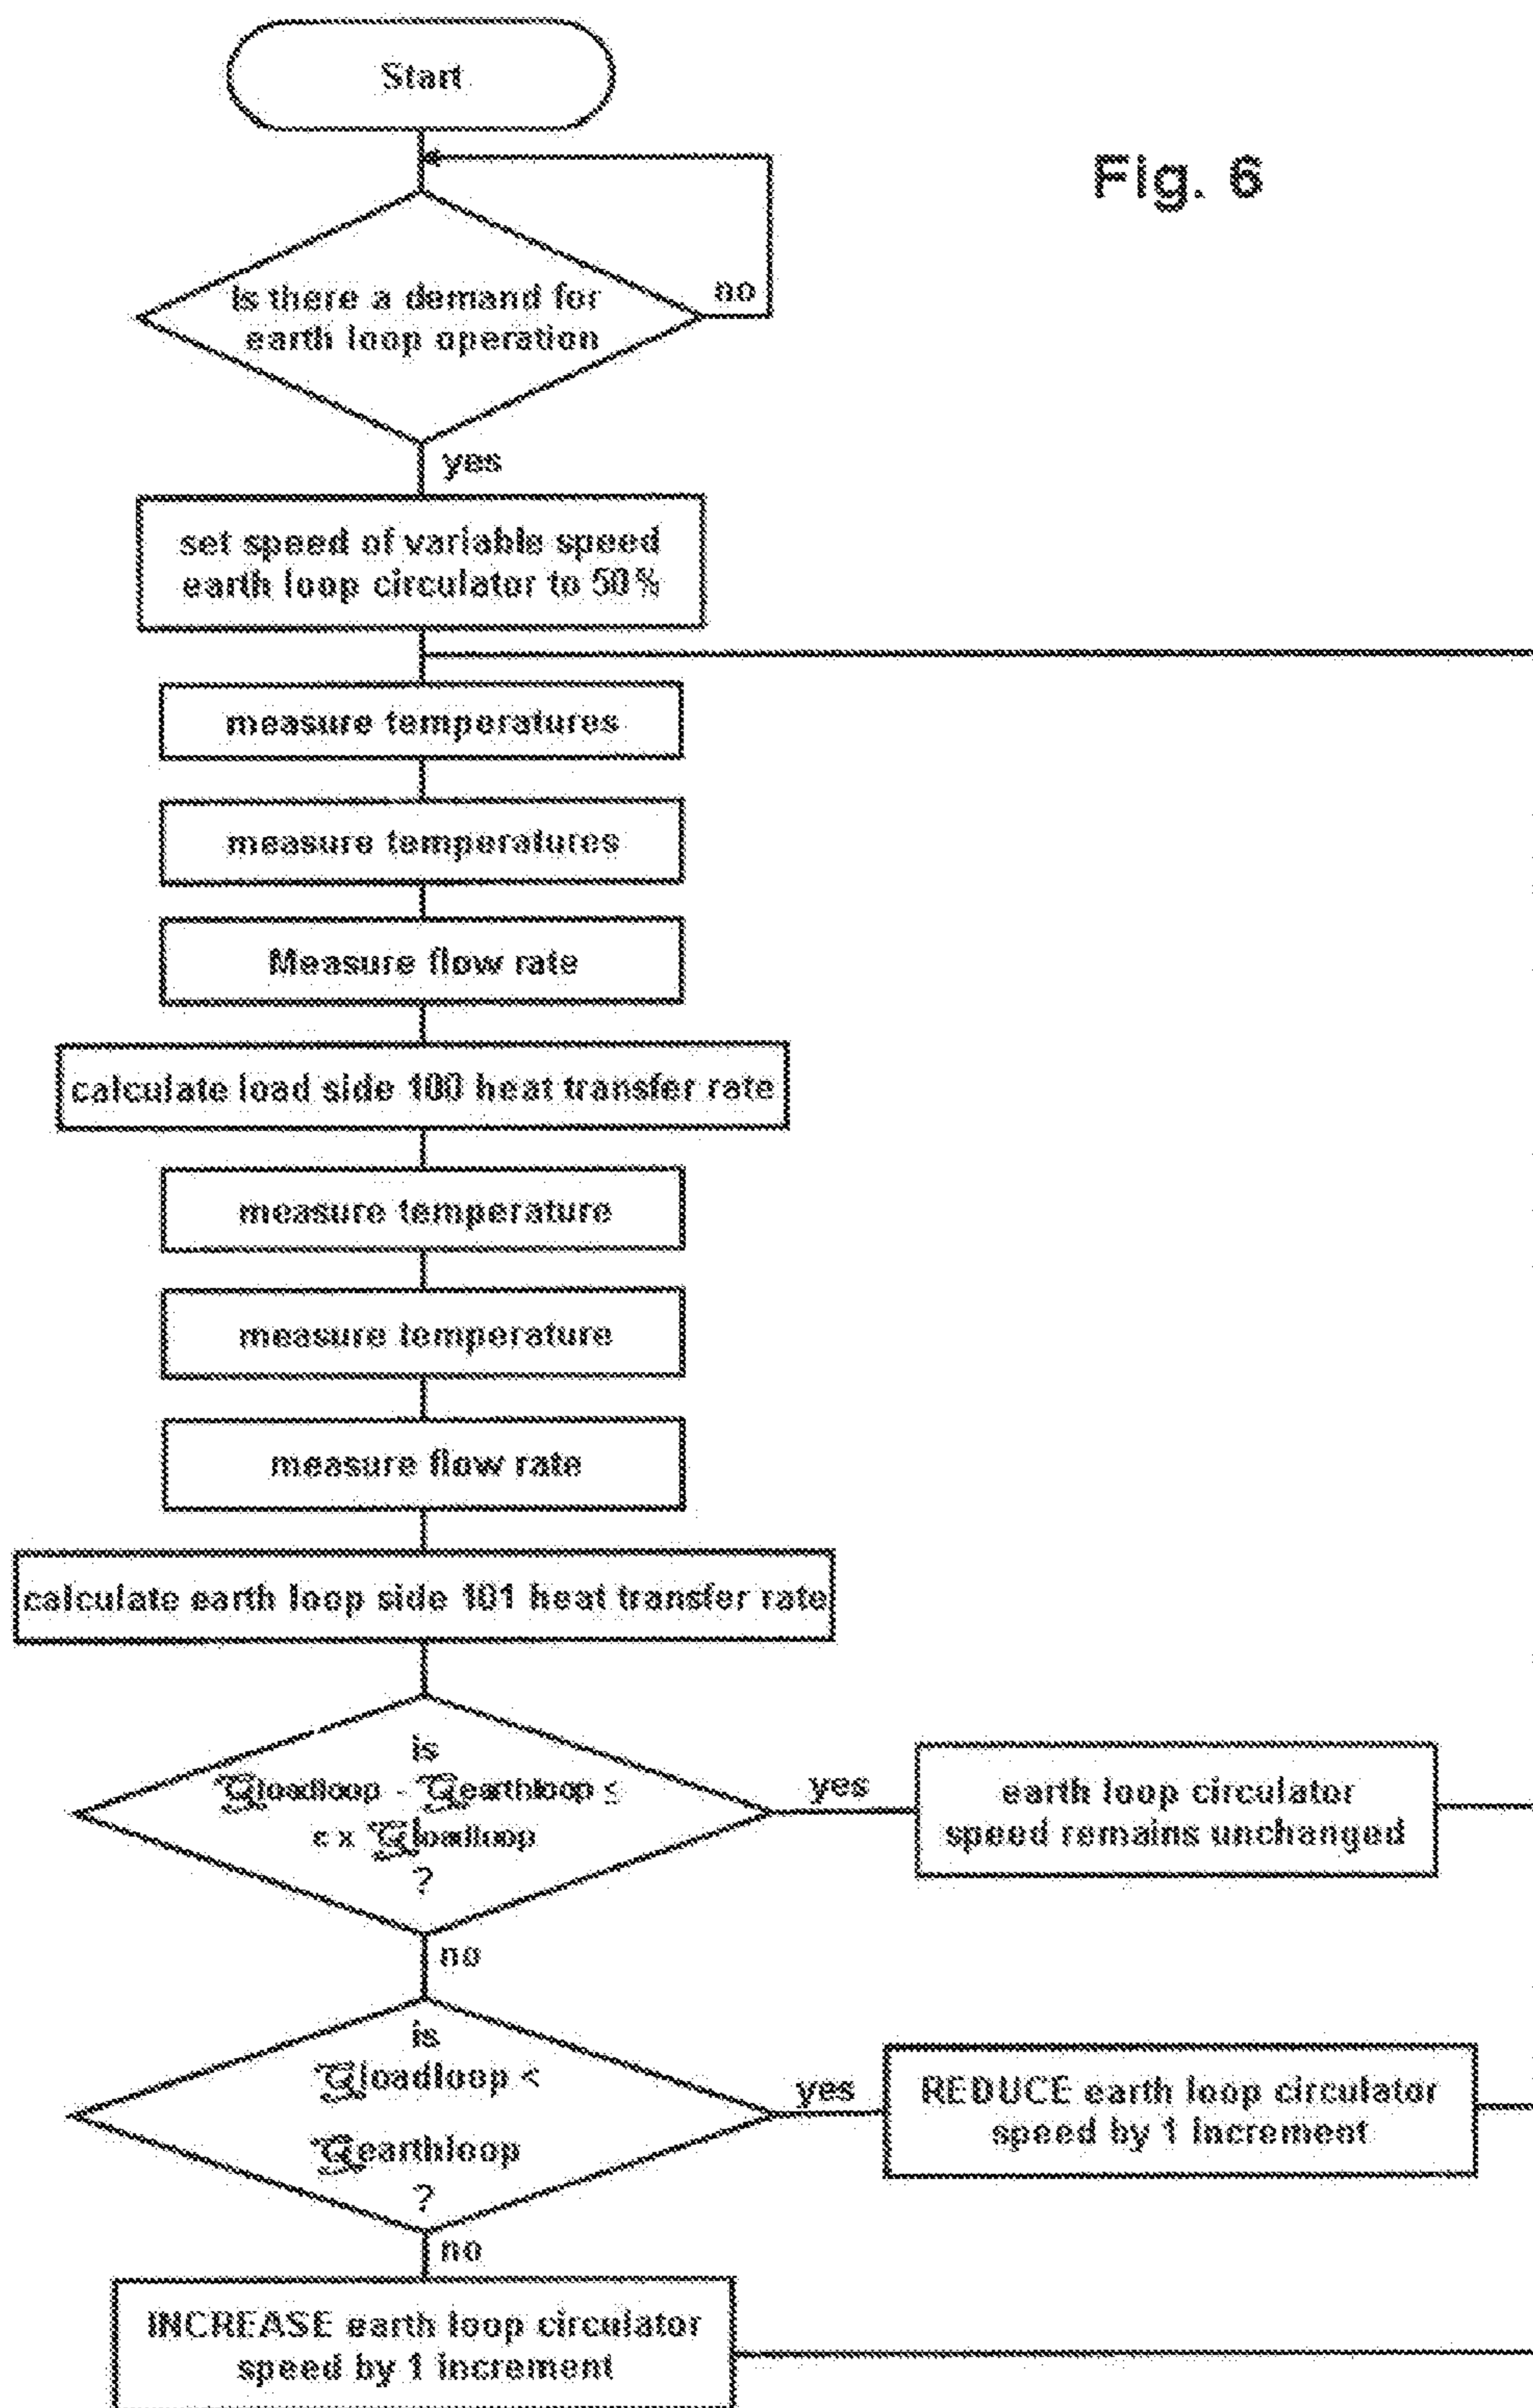 Start
Fig. 6
is there a demand for
earth loop operation
no
yes
set speed of variable speed
earth loop circulator to 50%
measure temperatures
measure temperatures
Measure flow rate
calculate load side 100 heat transfer rate
measure temperature
measure temperature
measure flow rate
calculate earth loop side 101 heat transfer rate
is
Qloadloop - Qearthloop ≤
c x Qloadloop
?
yes
earth loop circulator
speed remains unchanged
no
is
Qloadloop <
Qearthloop
?
yes
REDUCE earth loop circulator
speed by 1 increment
no
INCREASE earth loop circulator
speed by 1 increment